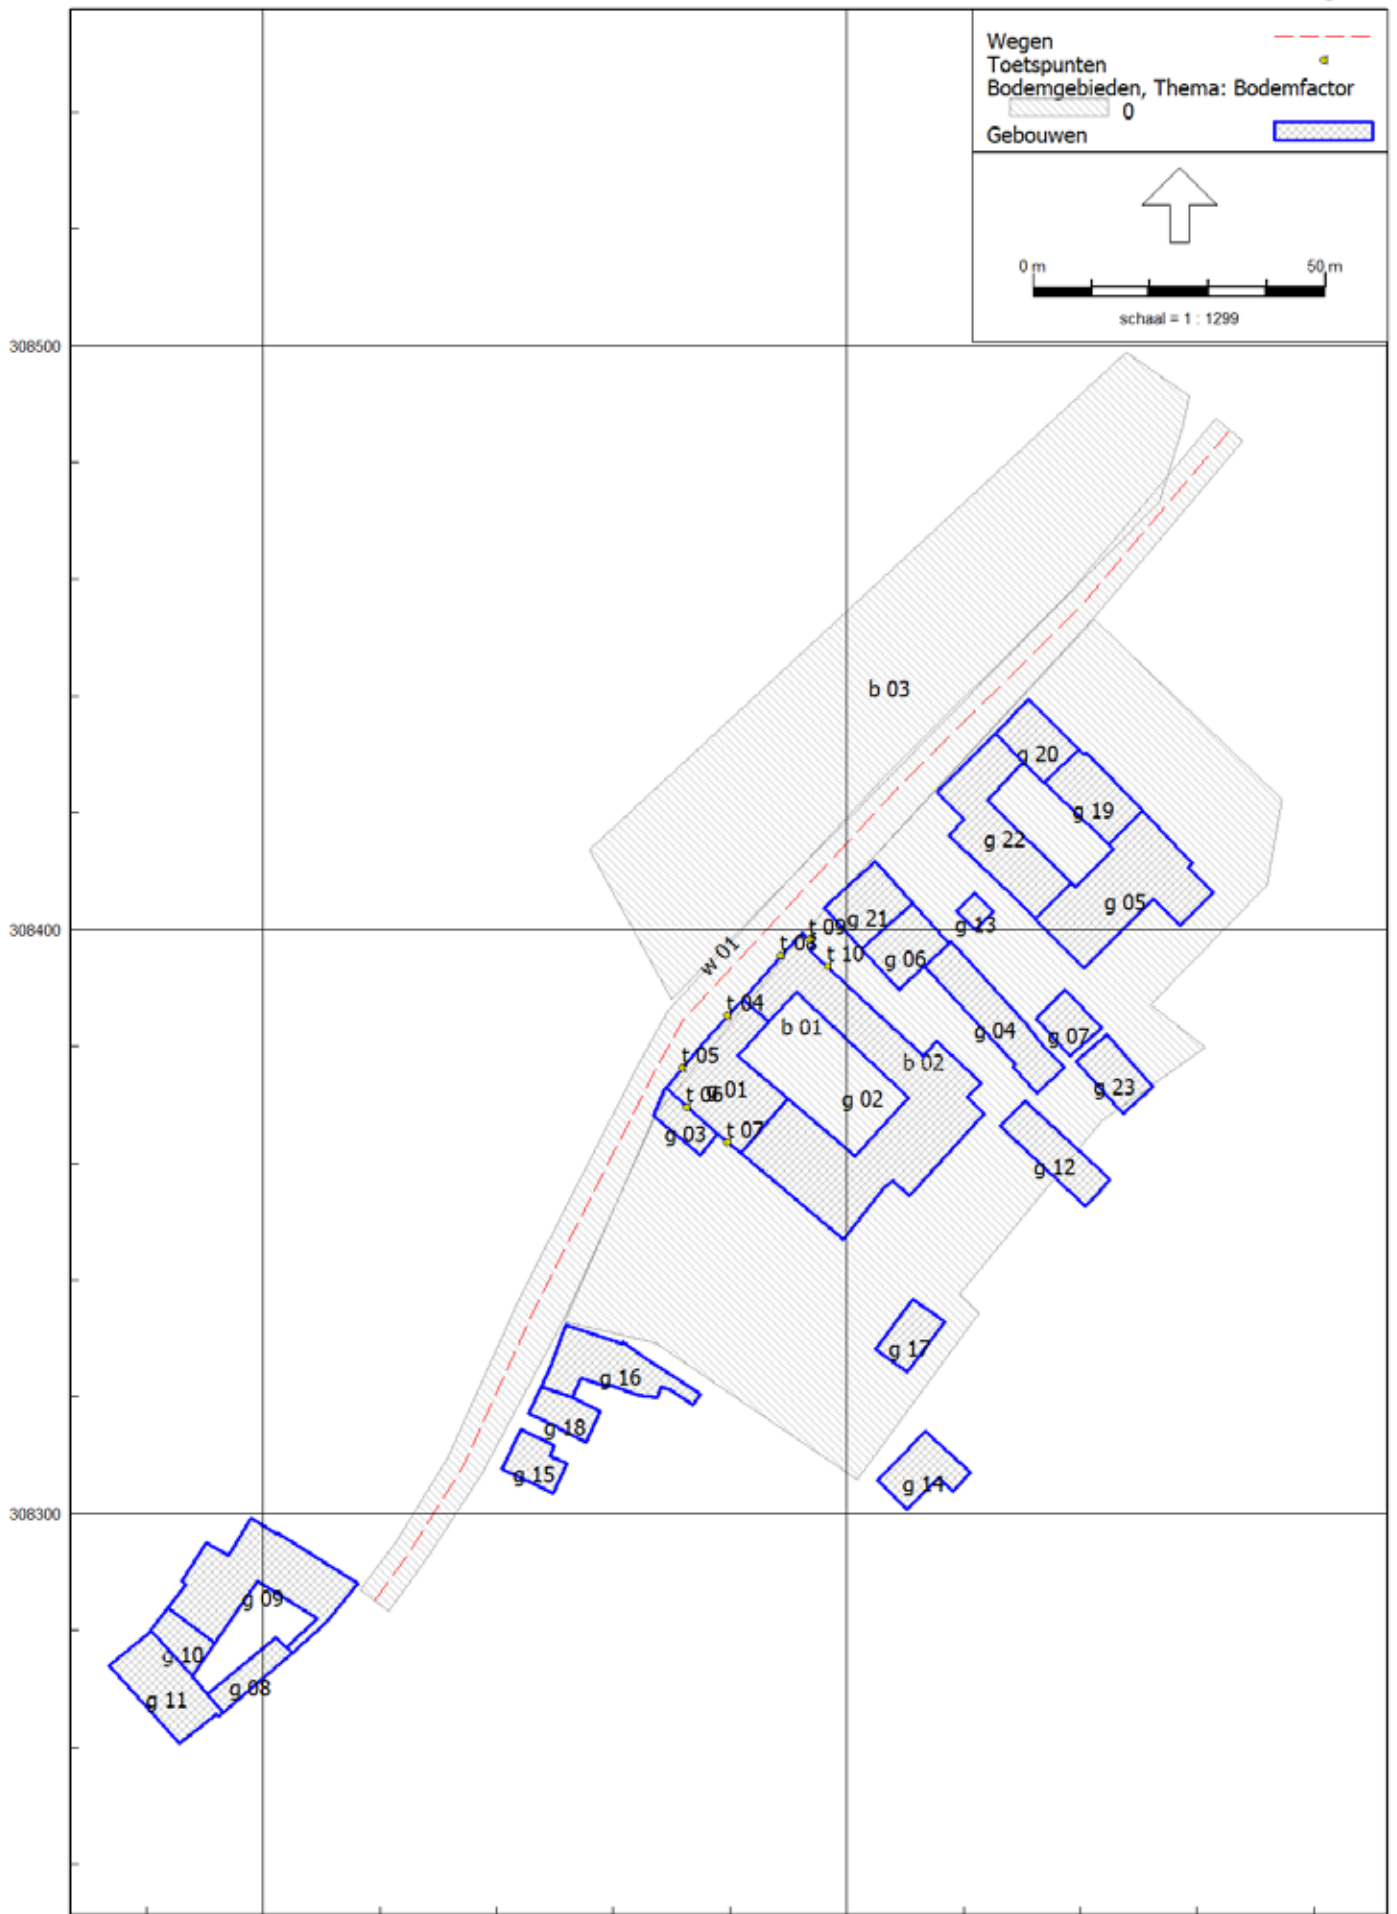 Wegen
Toetspunten
Bodemgebieden, Thema: Bodemfactor
0
Gebouwen
0 m 50 m
schaal = 1 : 1299
308500
b 03
g 20
g 19
g 22
g 05
g 21
g 13
308400
t 09
t 08
w 01
t 10
g 06
t 04
b 01
g 04
g 07
t 05
b 02
g 23
t 06
g 01
g 02
t 07
g 03
g 12
g 17
g 16
g 18
g 15
g 14
308300
g 09
g 10
g 08
g 11